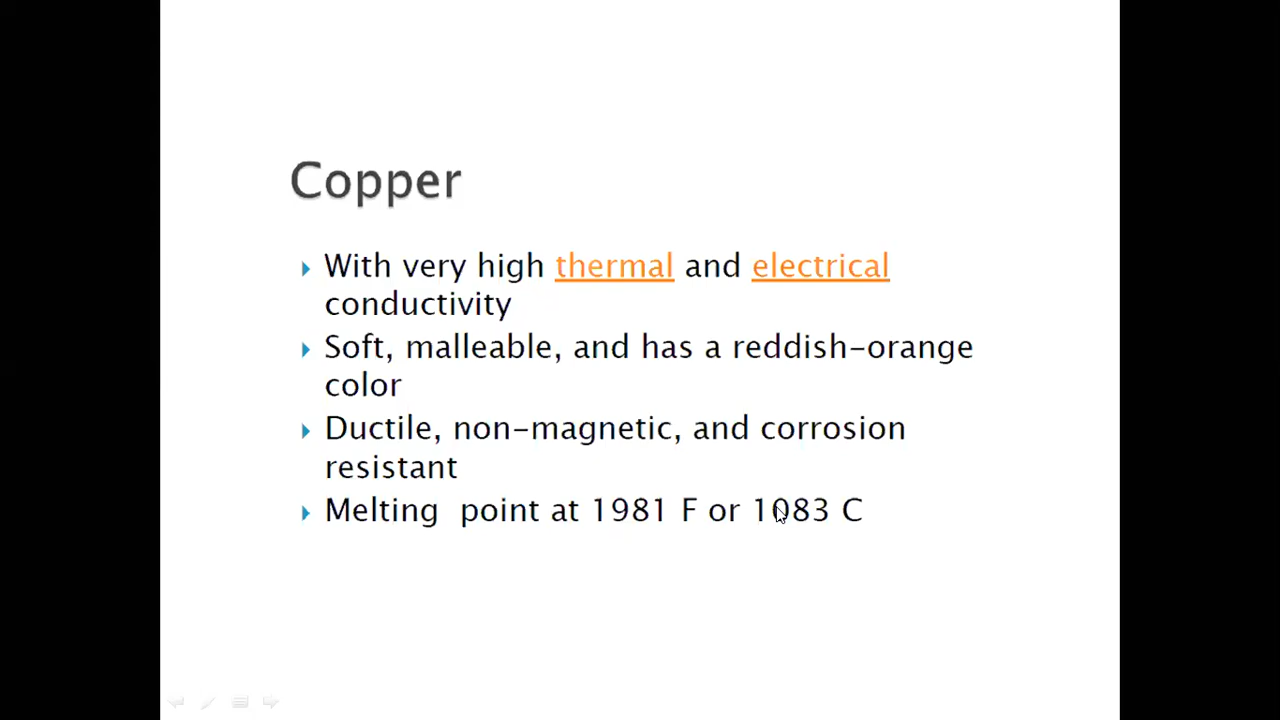 Copper
With very high thermal and electrical
conductivity
Soft, malleable, and has a reddish-orange
color
Ductile, non-magnetic, and corrosion
resistant
Melting  point at 1981 F or 1083 C